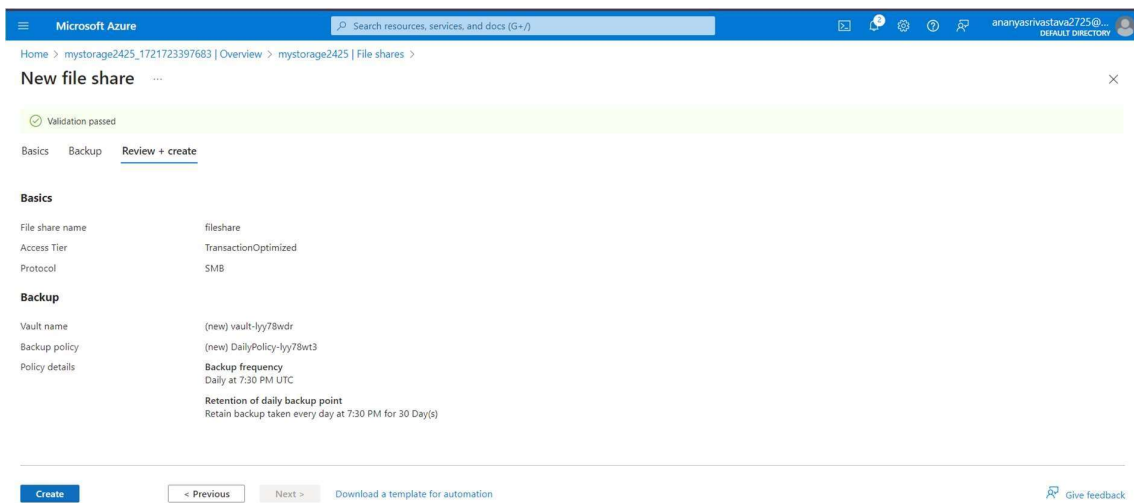 Microsoft Azure
Search resources, services, and docs (G+/)
2
ananyasrivastava2725@...
DEFAULT DIRECTORY
Home > mystorage2425_1721723397683 | Overview > mystorage2425 | File shares >
New file share ...
Validation passed
Basics Backup Review + create
Basics
File share name fileshare
Access Tier TransactionOptimized
Protocol SMB
Backup
Vault name (new) vault-lyy78wdr
Backup policy (new) DailyPolicy-lyy78wt3
Policy details Backup frequency
Daily at 7:30 PM UTC
Retention of daily backup point
Retain backup taken every day at 7:30 PM for 30 Day(s)
Create < Previous Next > Download a template for automation Give feedback